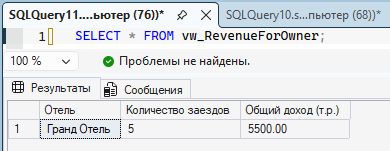 SQLQuery11....ьютер (76))*
SQLQuery10.s...пьютер (68))*
1 SELECT * FROM vw_RevenueForOwner;
100 %
Проблемы не найдены.
Результаты
Сообщения
Отель Количество заездов Общий доход (т.р.)
1 Гранд Отель 5 5500.00